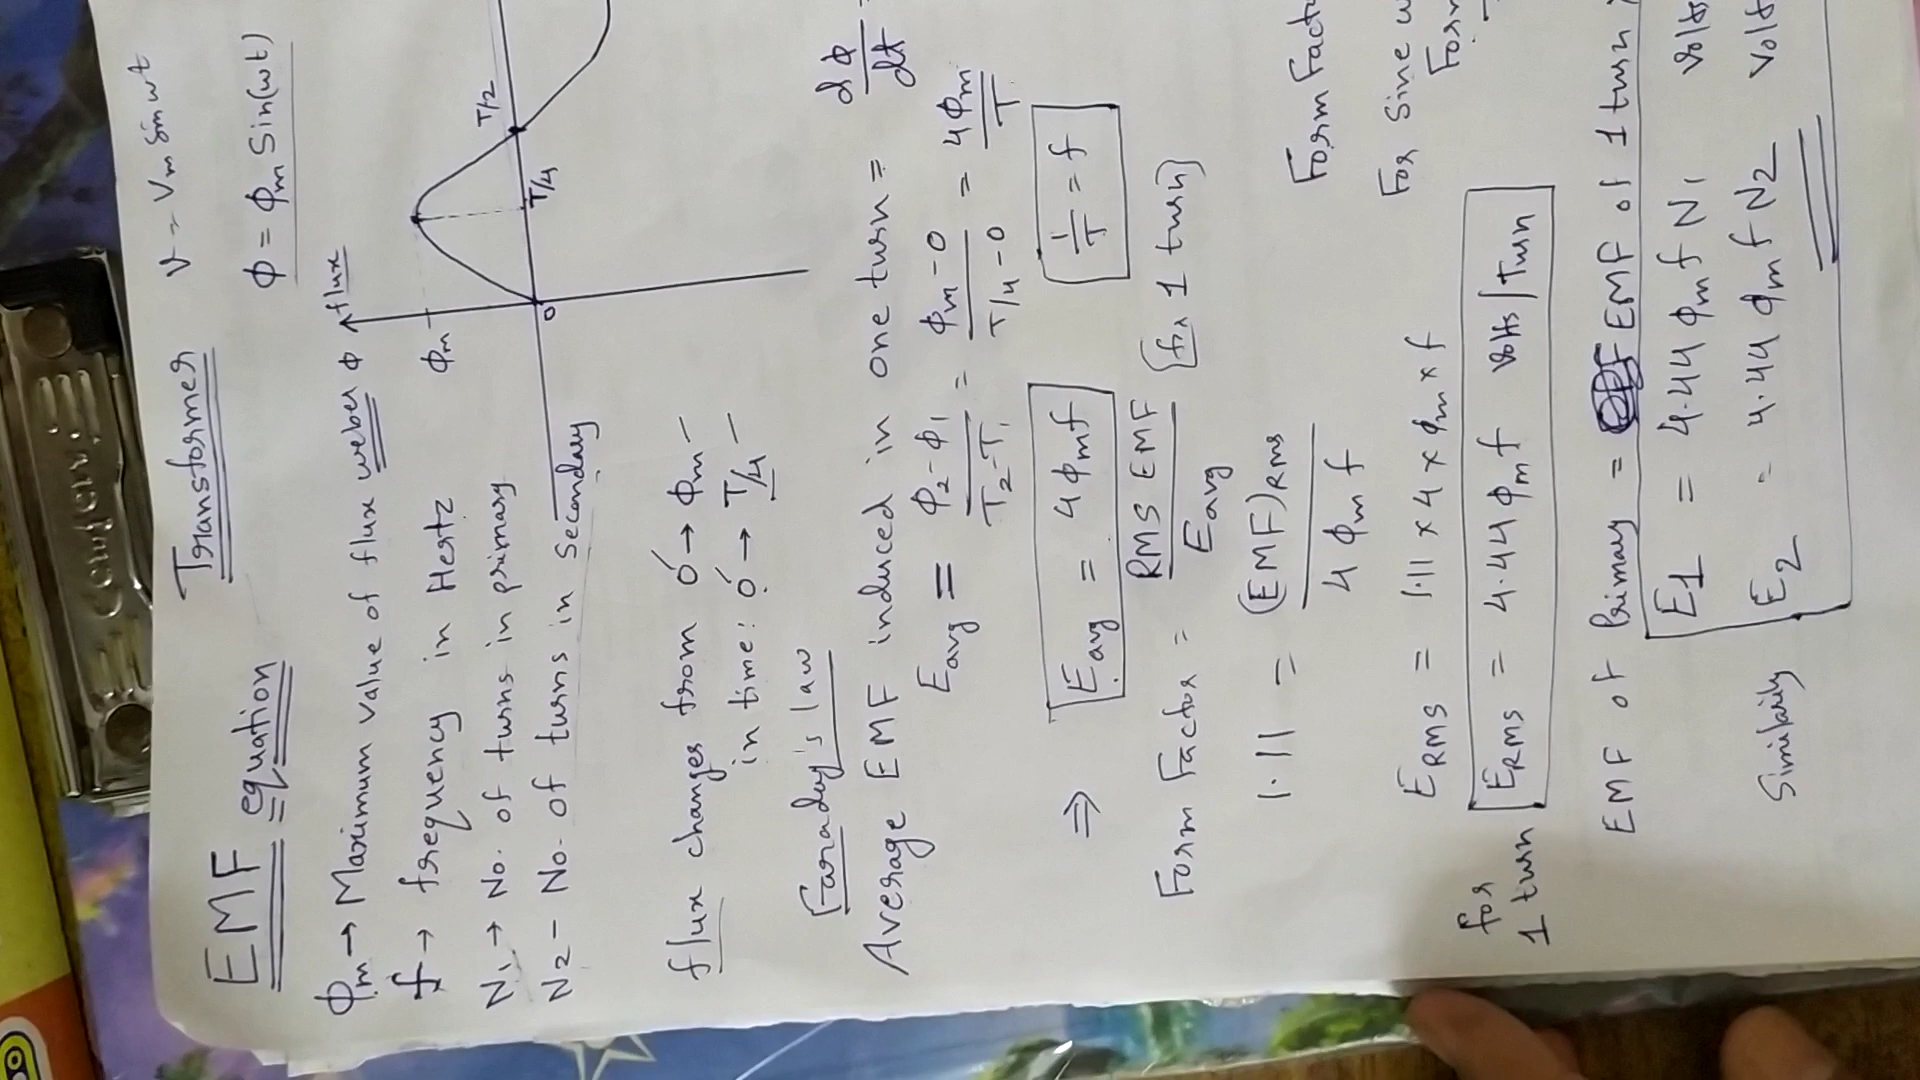 EMF equation
Transformer
V = Vm Sin ωt
ϕ = ϕm Sin(ωt)
ϕm → Maximum value of flux weber
f → frequency in Hertz
N1 → No. of turns in primary
N2 - No. of turns in seconday
ϕ flux
ϕm
0
T/4
T/2
flux changes from 0 → ϕm
in time: 0 → T/4
Faraday's law
Average EMF induced in one turn = dϕ/dt =
Eavg = ϕ2-ϕ1/T2-T1 = ϕm-0/T/4-0 = 4ϕm/T
⇒ Eavg = 4ϕmf 1/T = f
Form Factor = RMS EMF/Eavg {for 1 turn}
1.11 = (EMF)RMS/4ϕmf
Form
ERMS = 1.11 x 4 x ϕm x f
For Sine
Form
for 1 turn ERMS = 4.44 ϕmf volts/Turn
EMF of Primary = EMF of 1 turn
E1 = 4.44 ϕmf N1 volts
Similarly E2 = 4.44 ϕmf N2 volts
Camparii